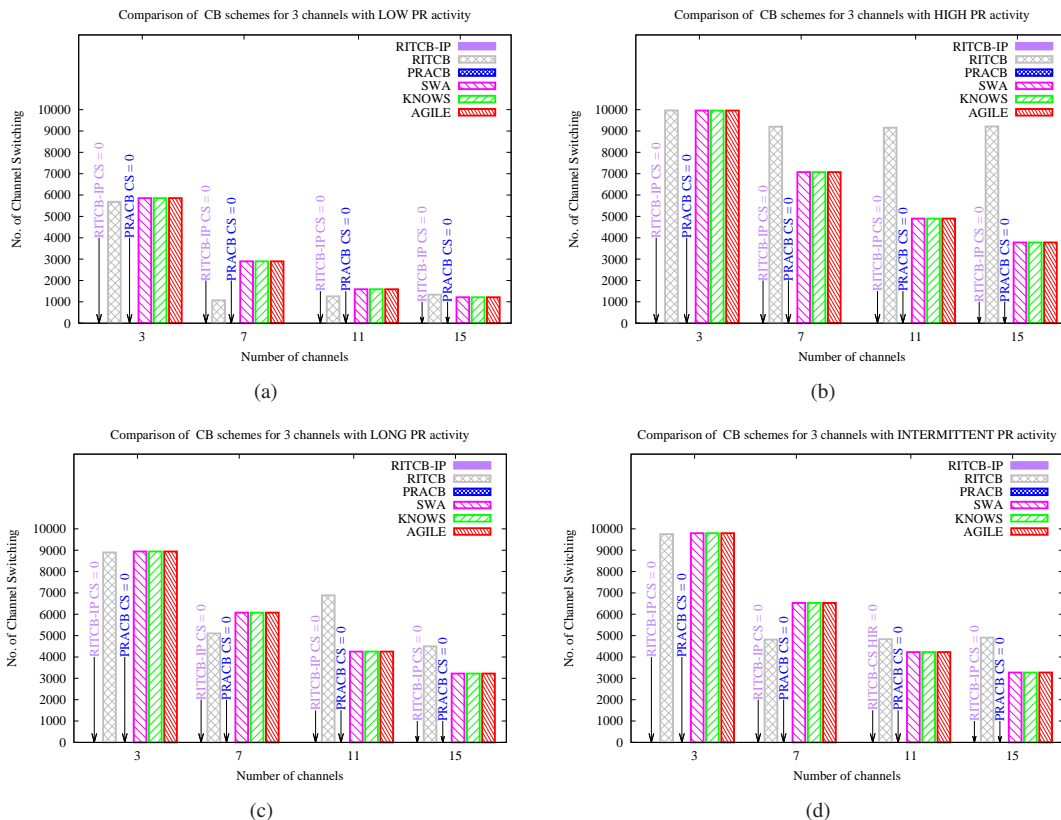 Comparison of CB schemes for 3 channels with LOW PR activity
3
7
11
15
RITCB-IP
RITCB
PRACB
SWA
KNOWS
AGILE
10000
9000
8000
7000
6000
5000
4000
3000
2000
1000
0
No. of Channel Switching
RITCB-IP CS = 0
PRACB CS = 0
RITCB-IP CS = 0
PRACB CS = 0
RITCB-IP CS = 0
PRACB CS = 0
RITCB-IP CS = 0
PRACB CS = 0
3
7
11
15
Number of channels
(a)
Comparison of CB schemes for 3 channels with HIGH PR activity
RITCB-IP
RITCB
PRACB
SWA
KNOWS
AGILE
10000
9000
8000
7000
6000
5000
4000
3000
2000
1000
0
No. of Channel Switching
RITCB-IP CS = 0
PRACB CS = 0
RITCB-IP CS = 0
PRACB CS = 0
RITCB-IP CS = 0
PRACB CS = 0
RITCB-IP CS = 0
PRACB CS = 0
3
7
11
15
Number of channels
(b)
Comparison of CB schemes for 3 channels with LONG PR activity
RITCB-IP
RITCB
PRACB
SWA
KNOWS
AGILE
10000
9000
8000
7000
6000
5000
4000
3000
2000
1000
0
No. of Channel Switching
RITCB-IP CS = 0
PRACB CS = 0
RITCB-IP CS = 0
PRACB CS = 0
RITCB-IP CS = 0
PRACB CS = 0
RITCB-IP CS = 0
PRACB CS = 0
3
7
11
15
Number of channels
(c)
Comparison of CB schemes for 3 channels with INTERMITTENT PR activity
RITCB-IP
RITCB
PRACB
SWA
KNOWS
AGILE
10000
9000
8000
7000
6000
5000
4000
3000
2000
1000
0
No. of Channel Switching
RITCB-IP CS = 0
PRACB CS = 0
RITCB-IP CS = 0
PRACB CS = 0
RITCB-CS HIR = 0
PRACB CS = 0
RITCB-IP CS = 0
PRACB CS = 0
3
7
11
15
Number of channels
(d)